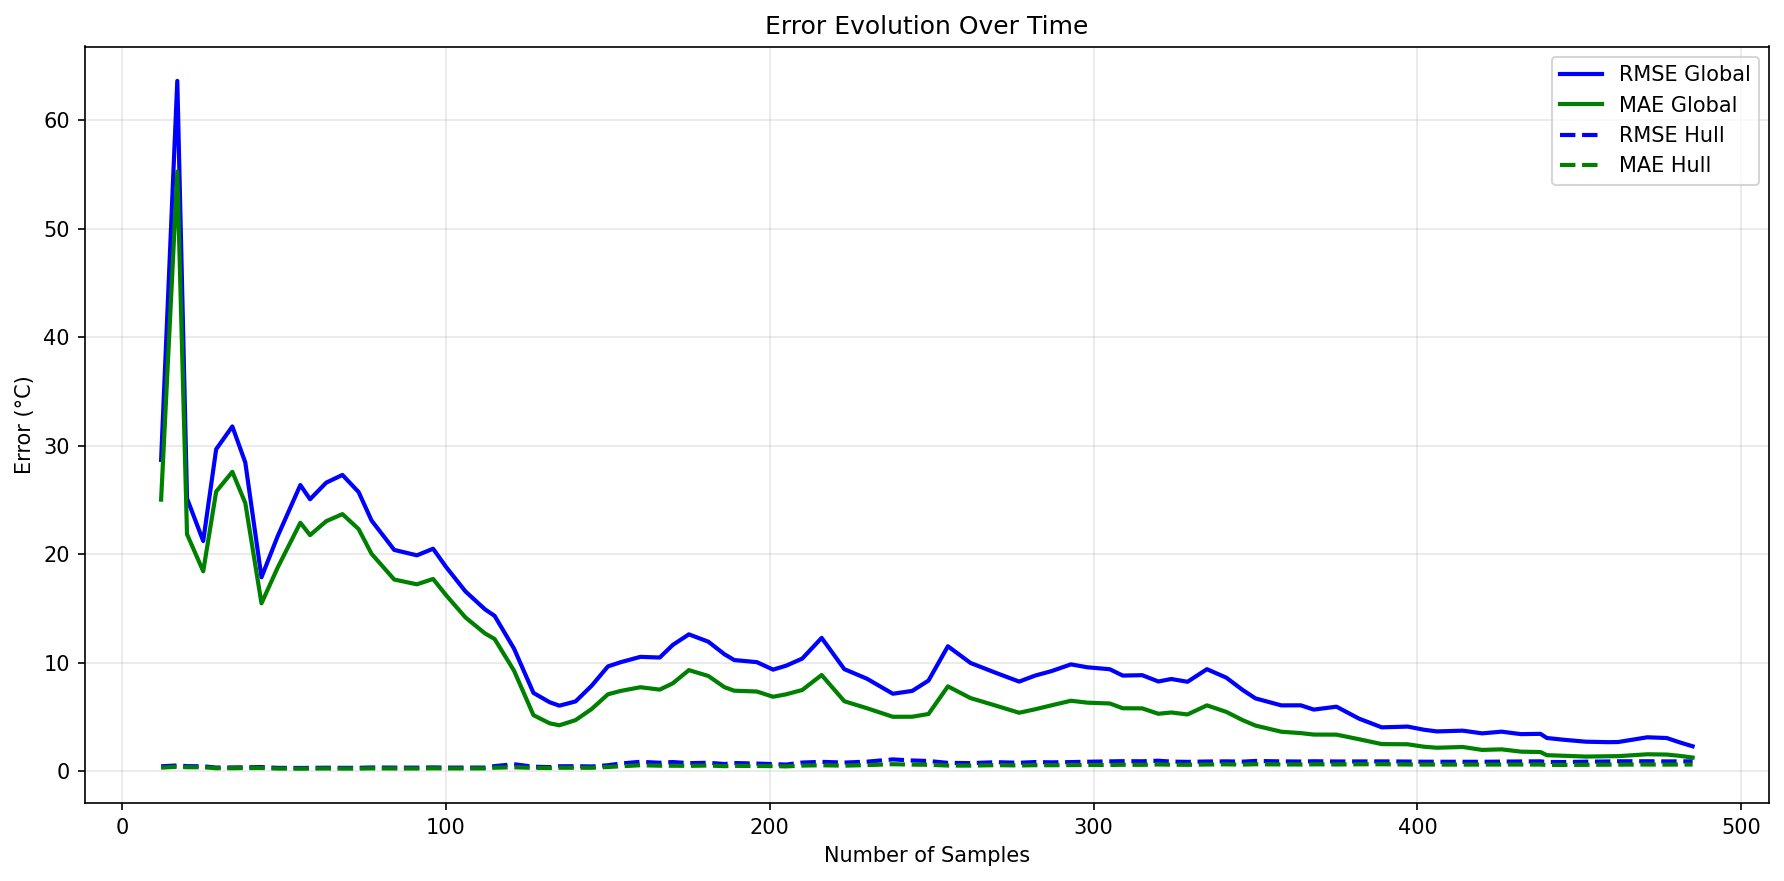 Error Evolution Over Time
RMSE Global
MAE Global
RMSE Hull
MAE Hull
Error (°C)
60
50
40
30
20
10
0
0 100 200 300 400 500
Number of Samples